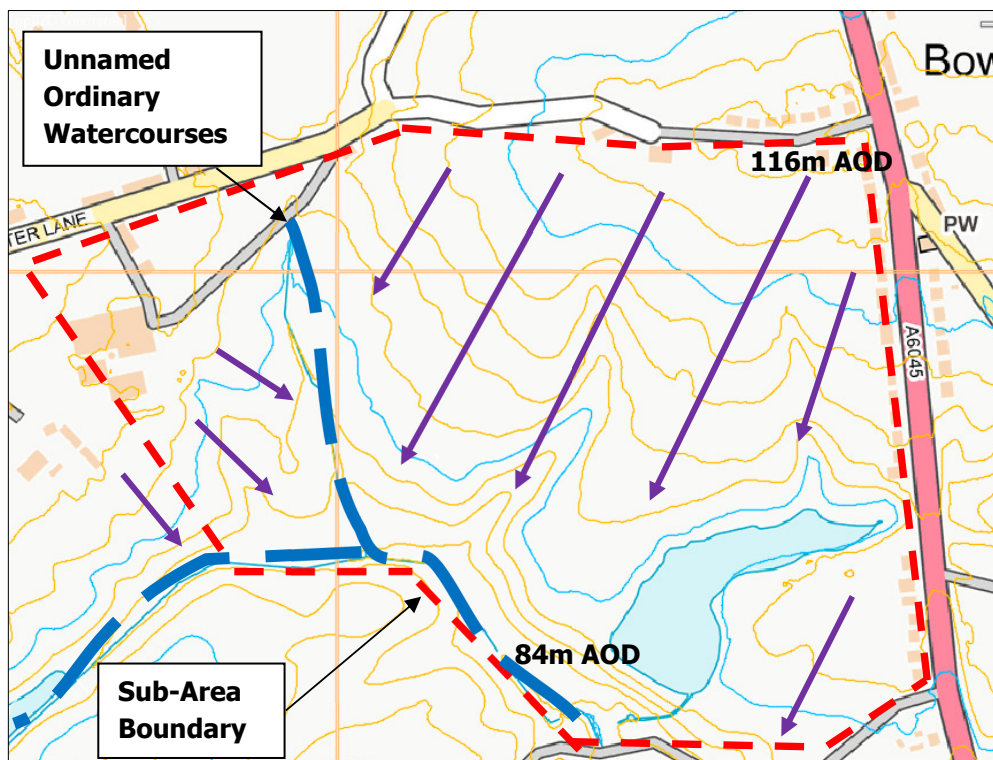 Unnamed
Ordinary
Watercourses
Bow
116m AOD
PW
TER LANE
A6045
84m AOD
Sub-Area
Boundary